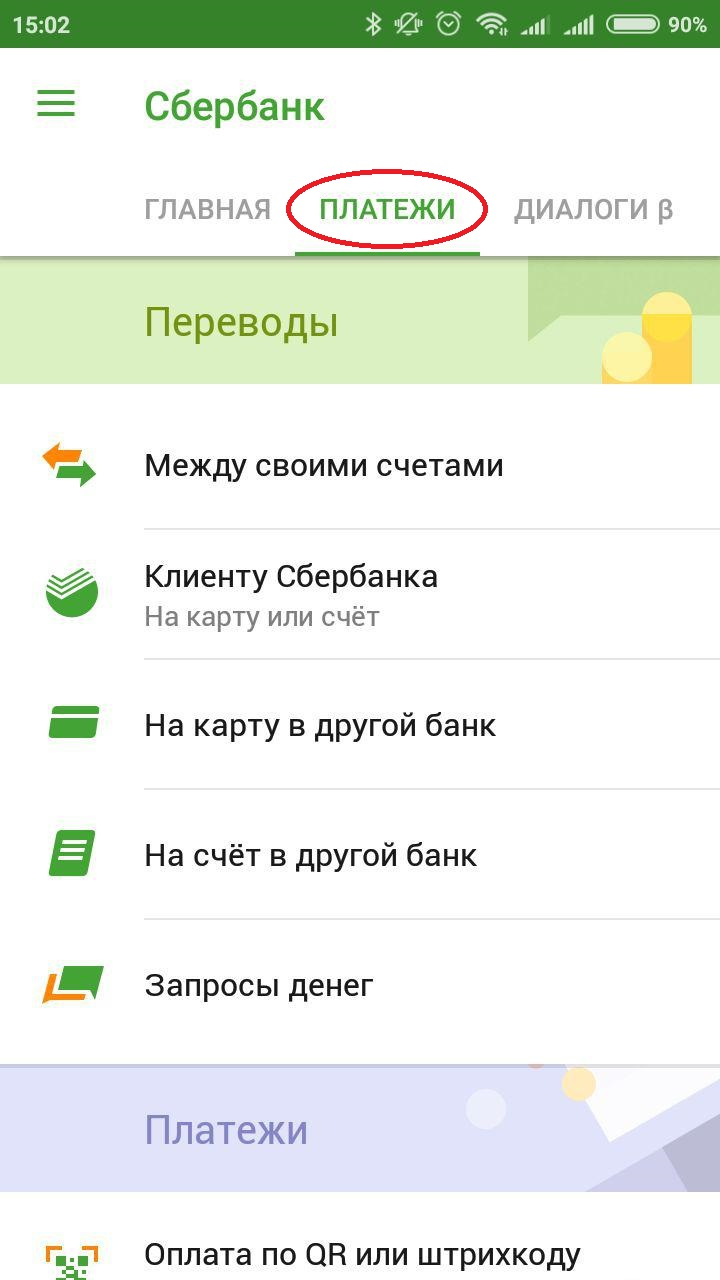 15:02 90%
Сбербанк
ГЛАВНАЯ ПЛАТЕЖИ ДИАЛОГИ β
Переводы
Между своими счетами
Клиенту Сбербанка
На карту или счёт
На карту в другой банк
На счёт в другой банк
Запросы денег
Платежи
Оплата по QR или штрихкоду